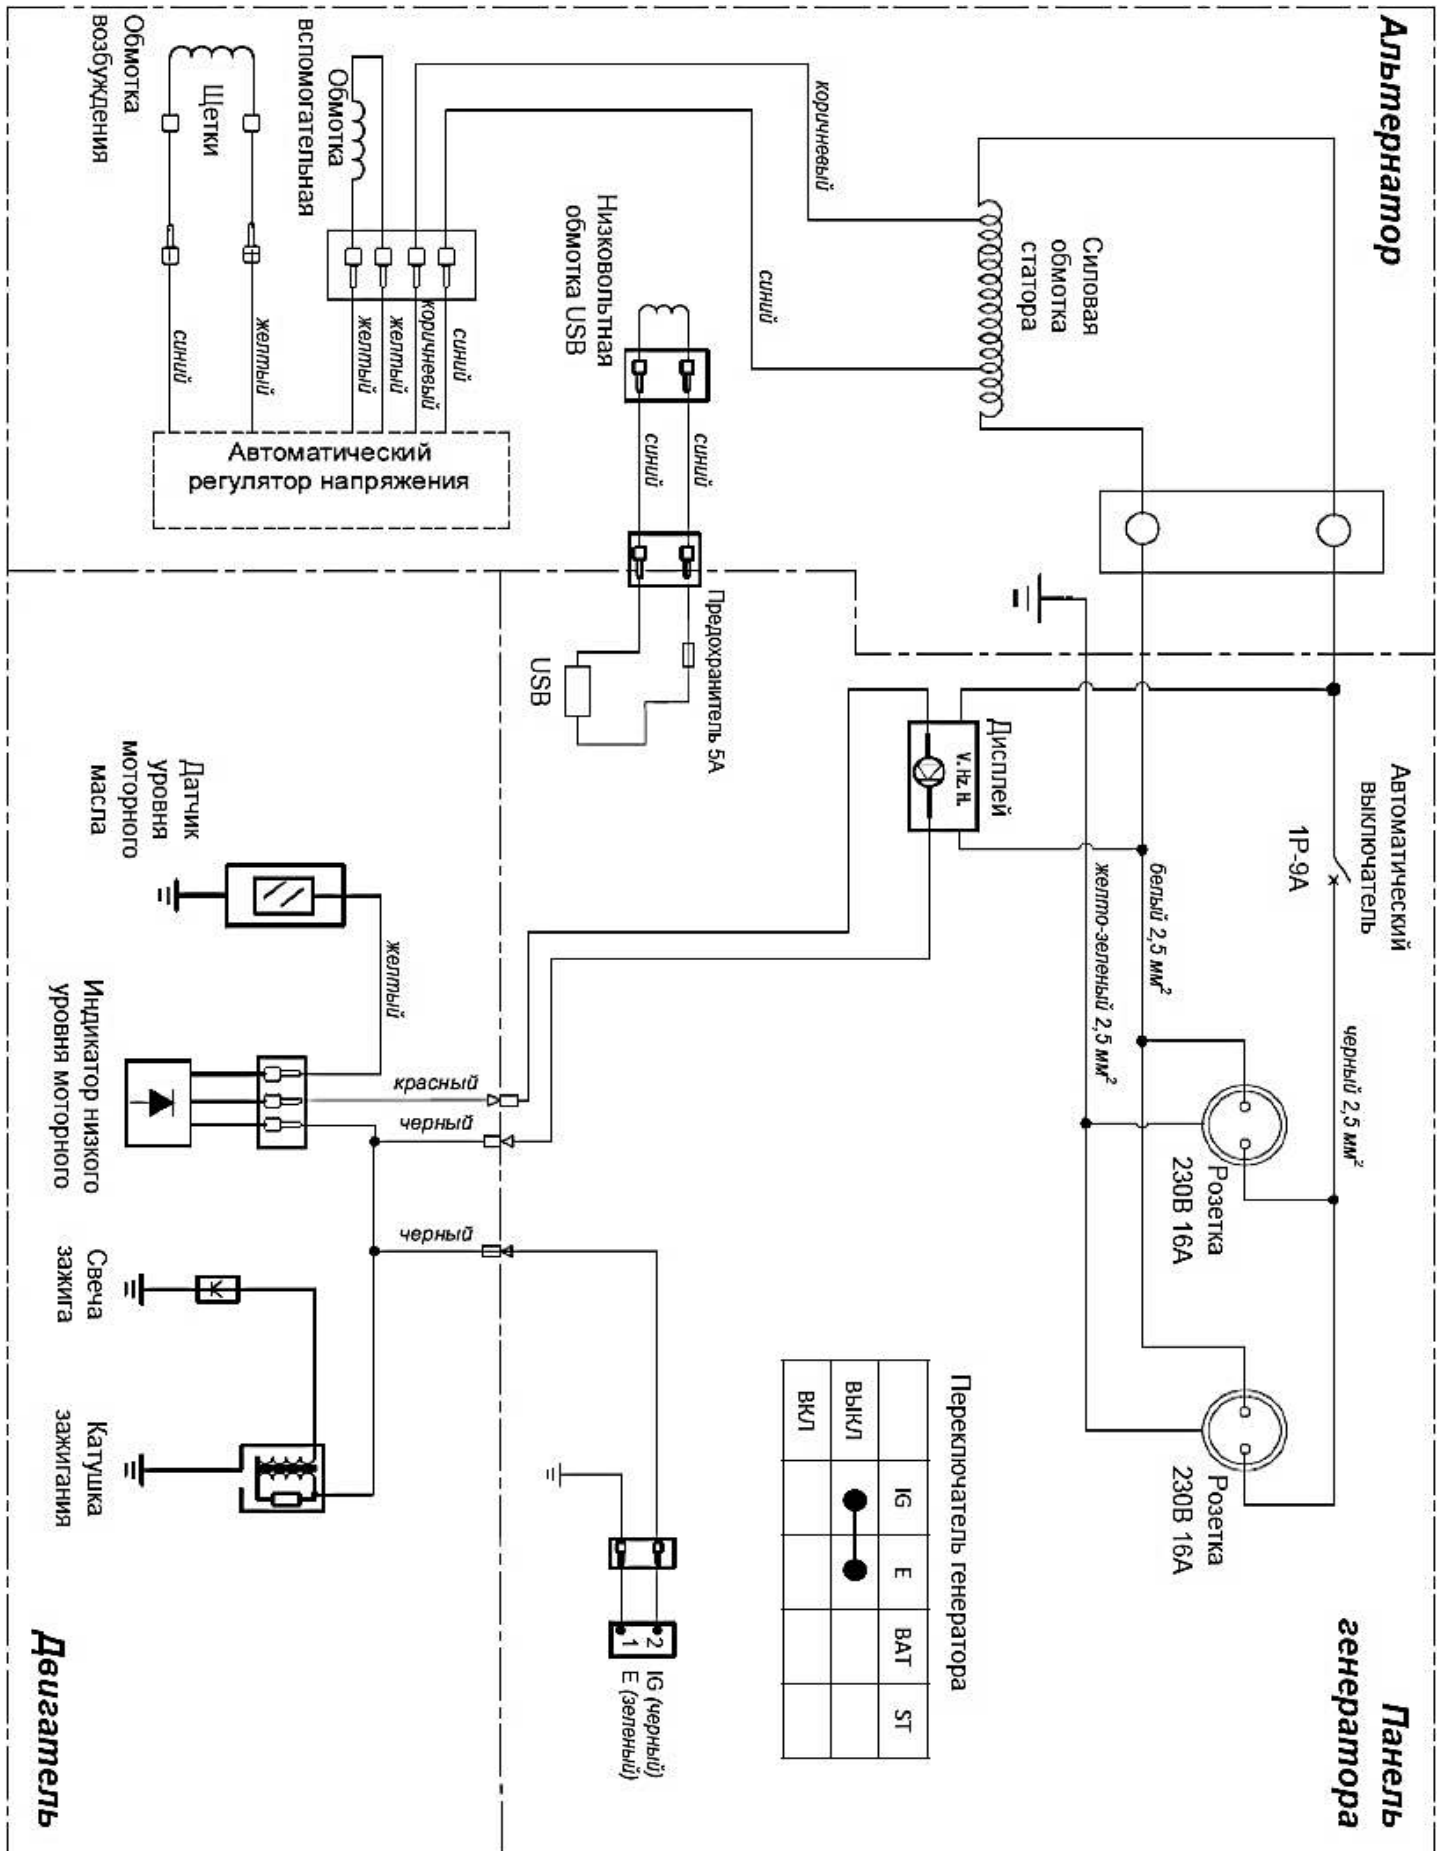 Альтернатор
Силовая
обмотка
статора
коричневый
синий
Низковольтная
обмотка USB
Обмотка
вспомогательная
Щетки
Обмотка
возбуждения
синий
коричневый
желтый
желтый
желтый
синий
Автоматический
регулятор напряжения
синий
синий
Предохранитель 5А
USB
Панель
генератора
Автоматический
выключатель
1P-9A
черный 2,5 мм²
Дисплей
V. Hz. H.
белый 2,5 мм²
желто-зеленый 2,5 мм²
Розетка
230В 16А
Розетка
230В 16А
Переключатель генератора
IG
E
BAT
ST
ВЫКЛ
ВКЛ
2
1
IG (черный)
E (зеленый)
Двигатель
Датчик
уровня
моторного
масла
желтый
красный
черный
черный
Индикатор низкого
уровня моторного
Свеча
зажига
Катушка
зажигания